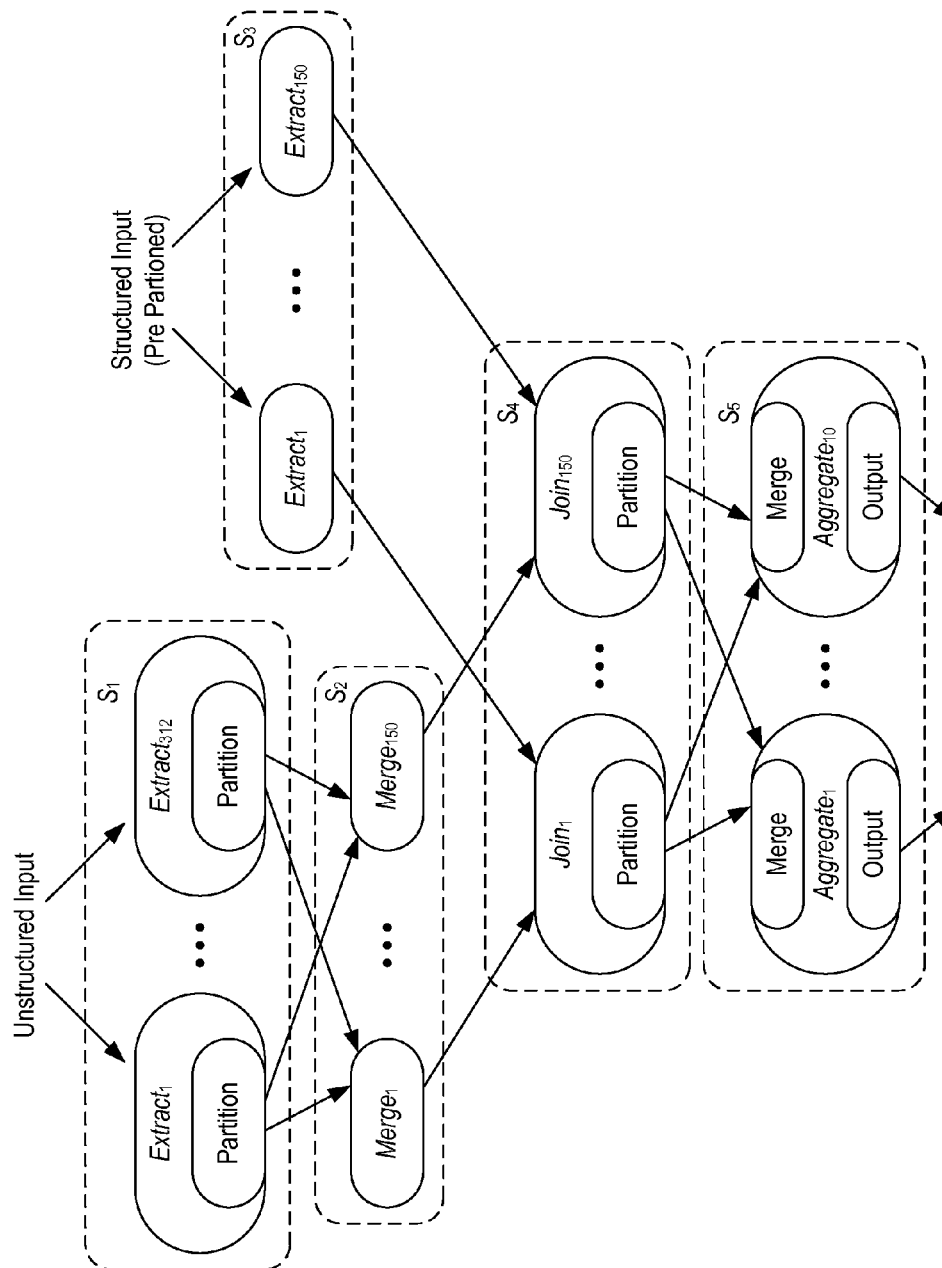 Unstructured Input
S1
Extract1
Partition
Extract312
Partition
S2
Merge1
Merge150
Structured Input
(Pre Partioned)
S3
Extract1
Extract150
S4
Join1
Partition
Join150
Partition
S5
Merge
Aggregate1
Output
Merge
Aggregate10
Output